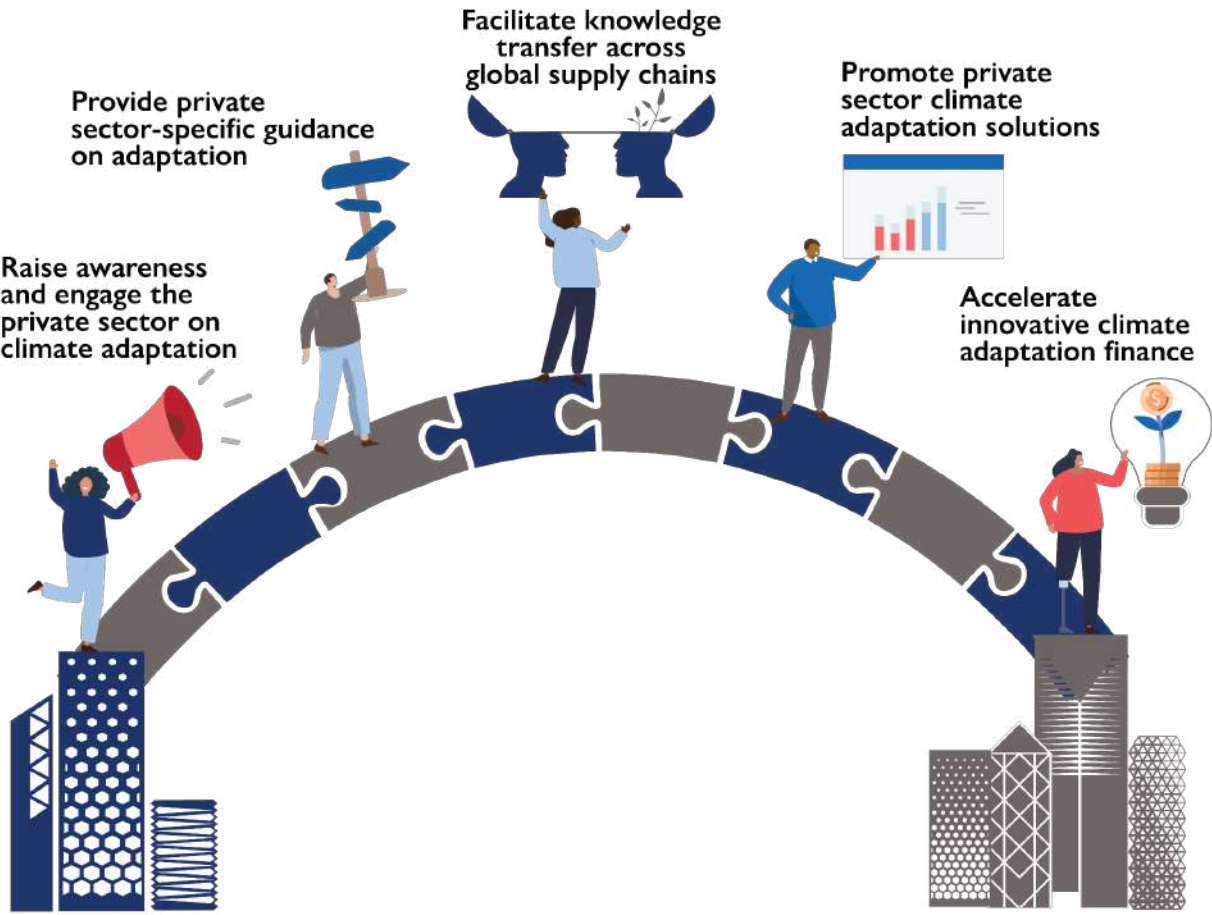 Raise awareness
and engage the
private sector on
climate adaptation
Provide private
sector-specific guidance
on adaptation
Facilitate knowledge
transfer across
global supply chains
Promote private
sector climate
adaptation solutions
Accelerate
innovative climate
adaptation finance
$